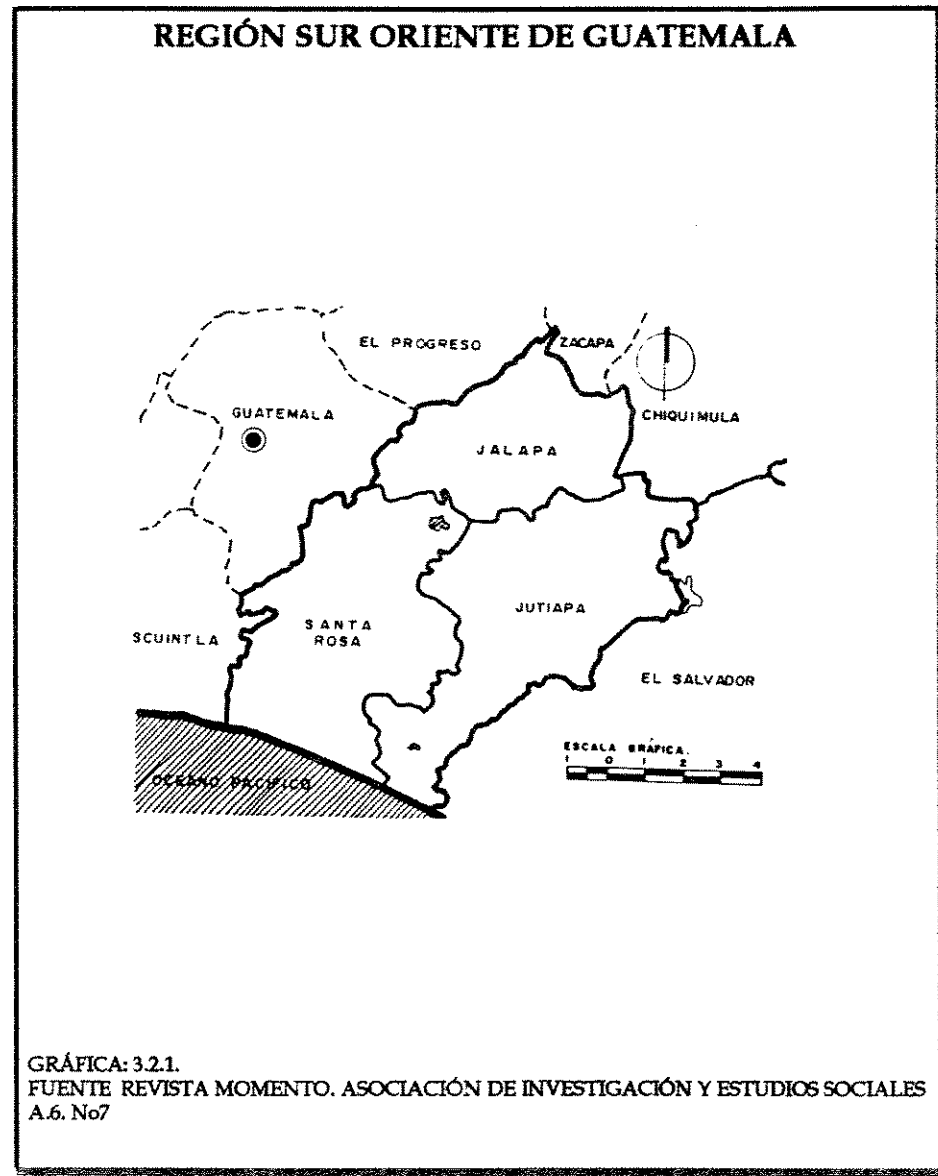 REGIÓN SUR ORIENTE DE GUATEMALA
EL PROGRESO
ZACAPA
GUATEMALA
CHIQUIMULA
JALAPA
JUTIAPA
SANTA
ROSA
SCUINTLA
EL SALVADOR
ESCALA GRÁFICA.
1 0 1 2 3 4
OCEANO PACIFICO
GRÁFICA: 3.2.1.
FUENTE REVISTA MOMENTO. ASOCIACIÓN DE INVESTIGACIÓN Y ESTUDIOS SOCIALES
A.6. No7